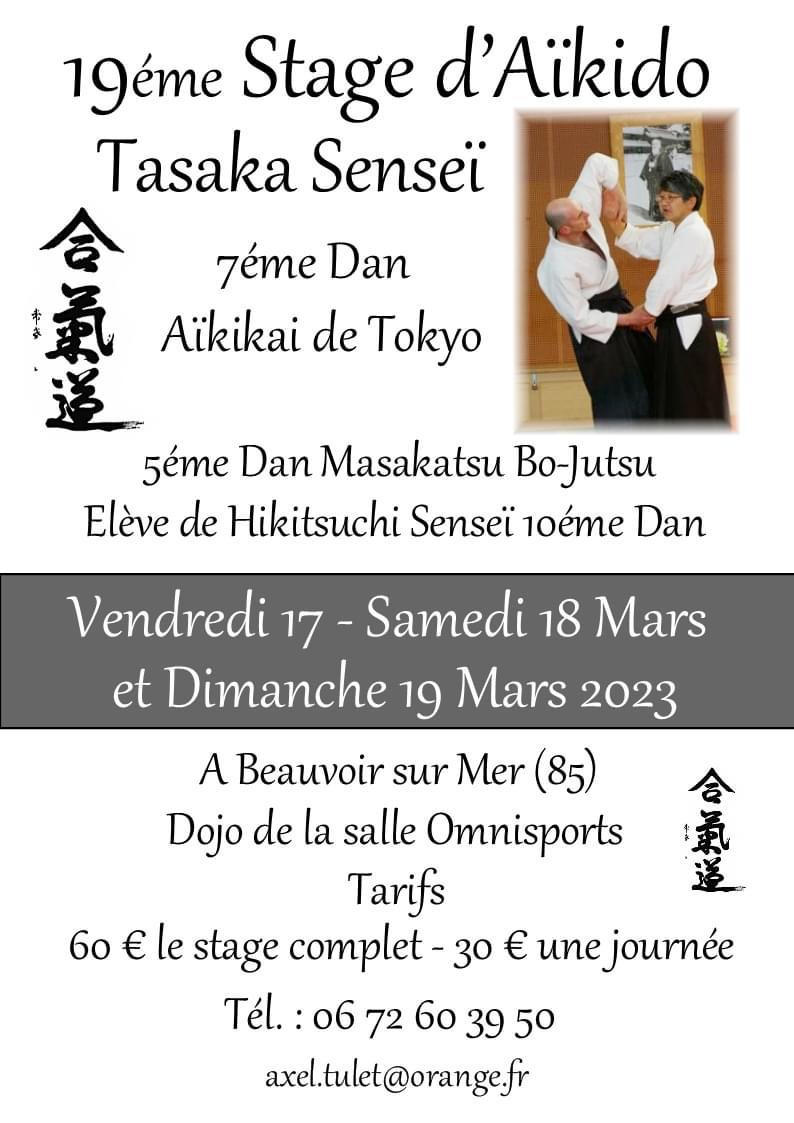 19éme Stage d'Aïkido
Tasaka Senseï
7éme Dan
Aïkikai de Tokyo
合氣道
5éme Dan Masakatsu Bo-Jutsu
Elève de Hikitsuchi Senseï 10éme Dan
Vendredi 17 - Samedi 18 Mars
et Dimanche 19 Mars 2023
A Beauvoir sur Mer (85)
Dojo de la salle Omnisports
合氣道
Tarifs
60 € le stage complet - 30 € une journée
Tél. : 06 72 60 39 50
axel.tulet@orange.fr